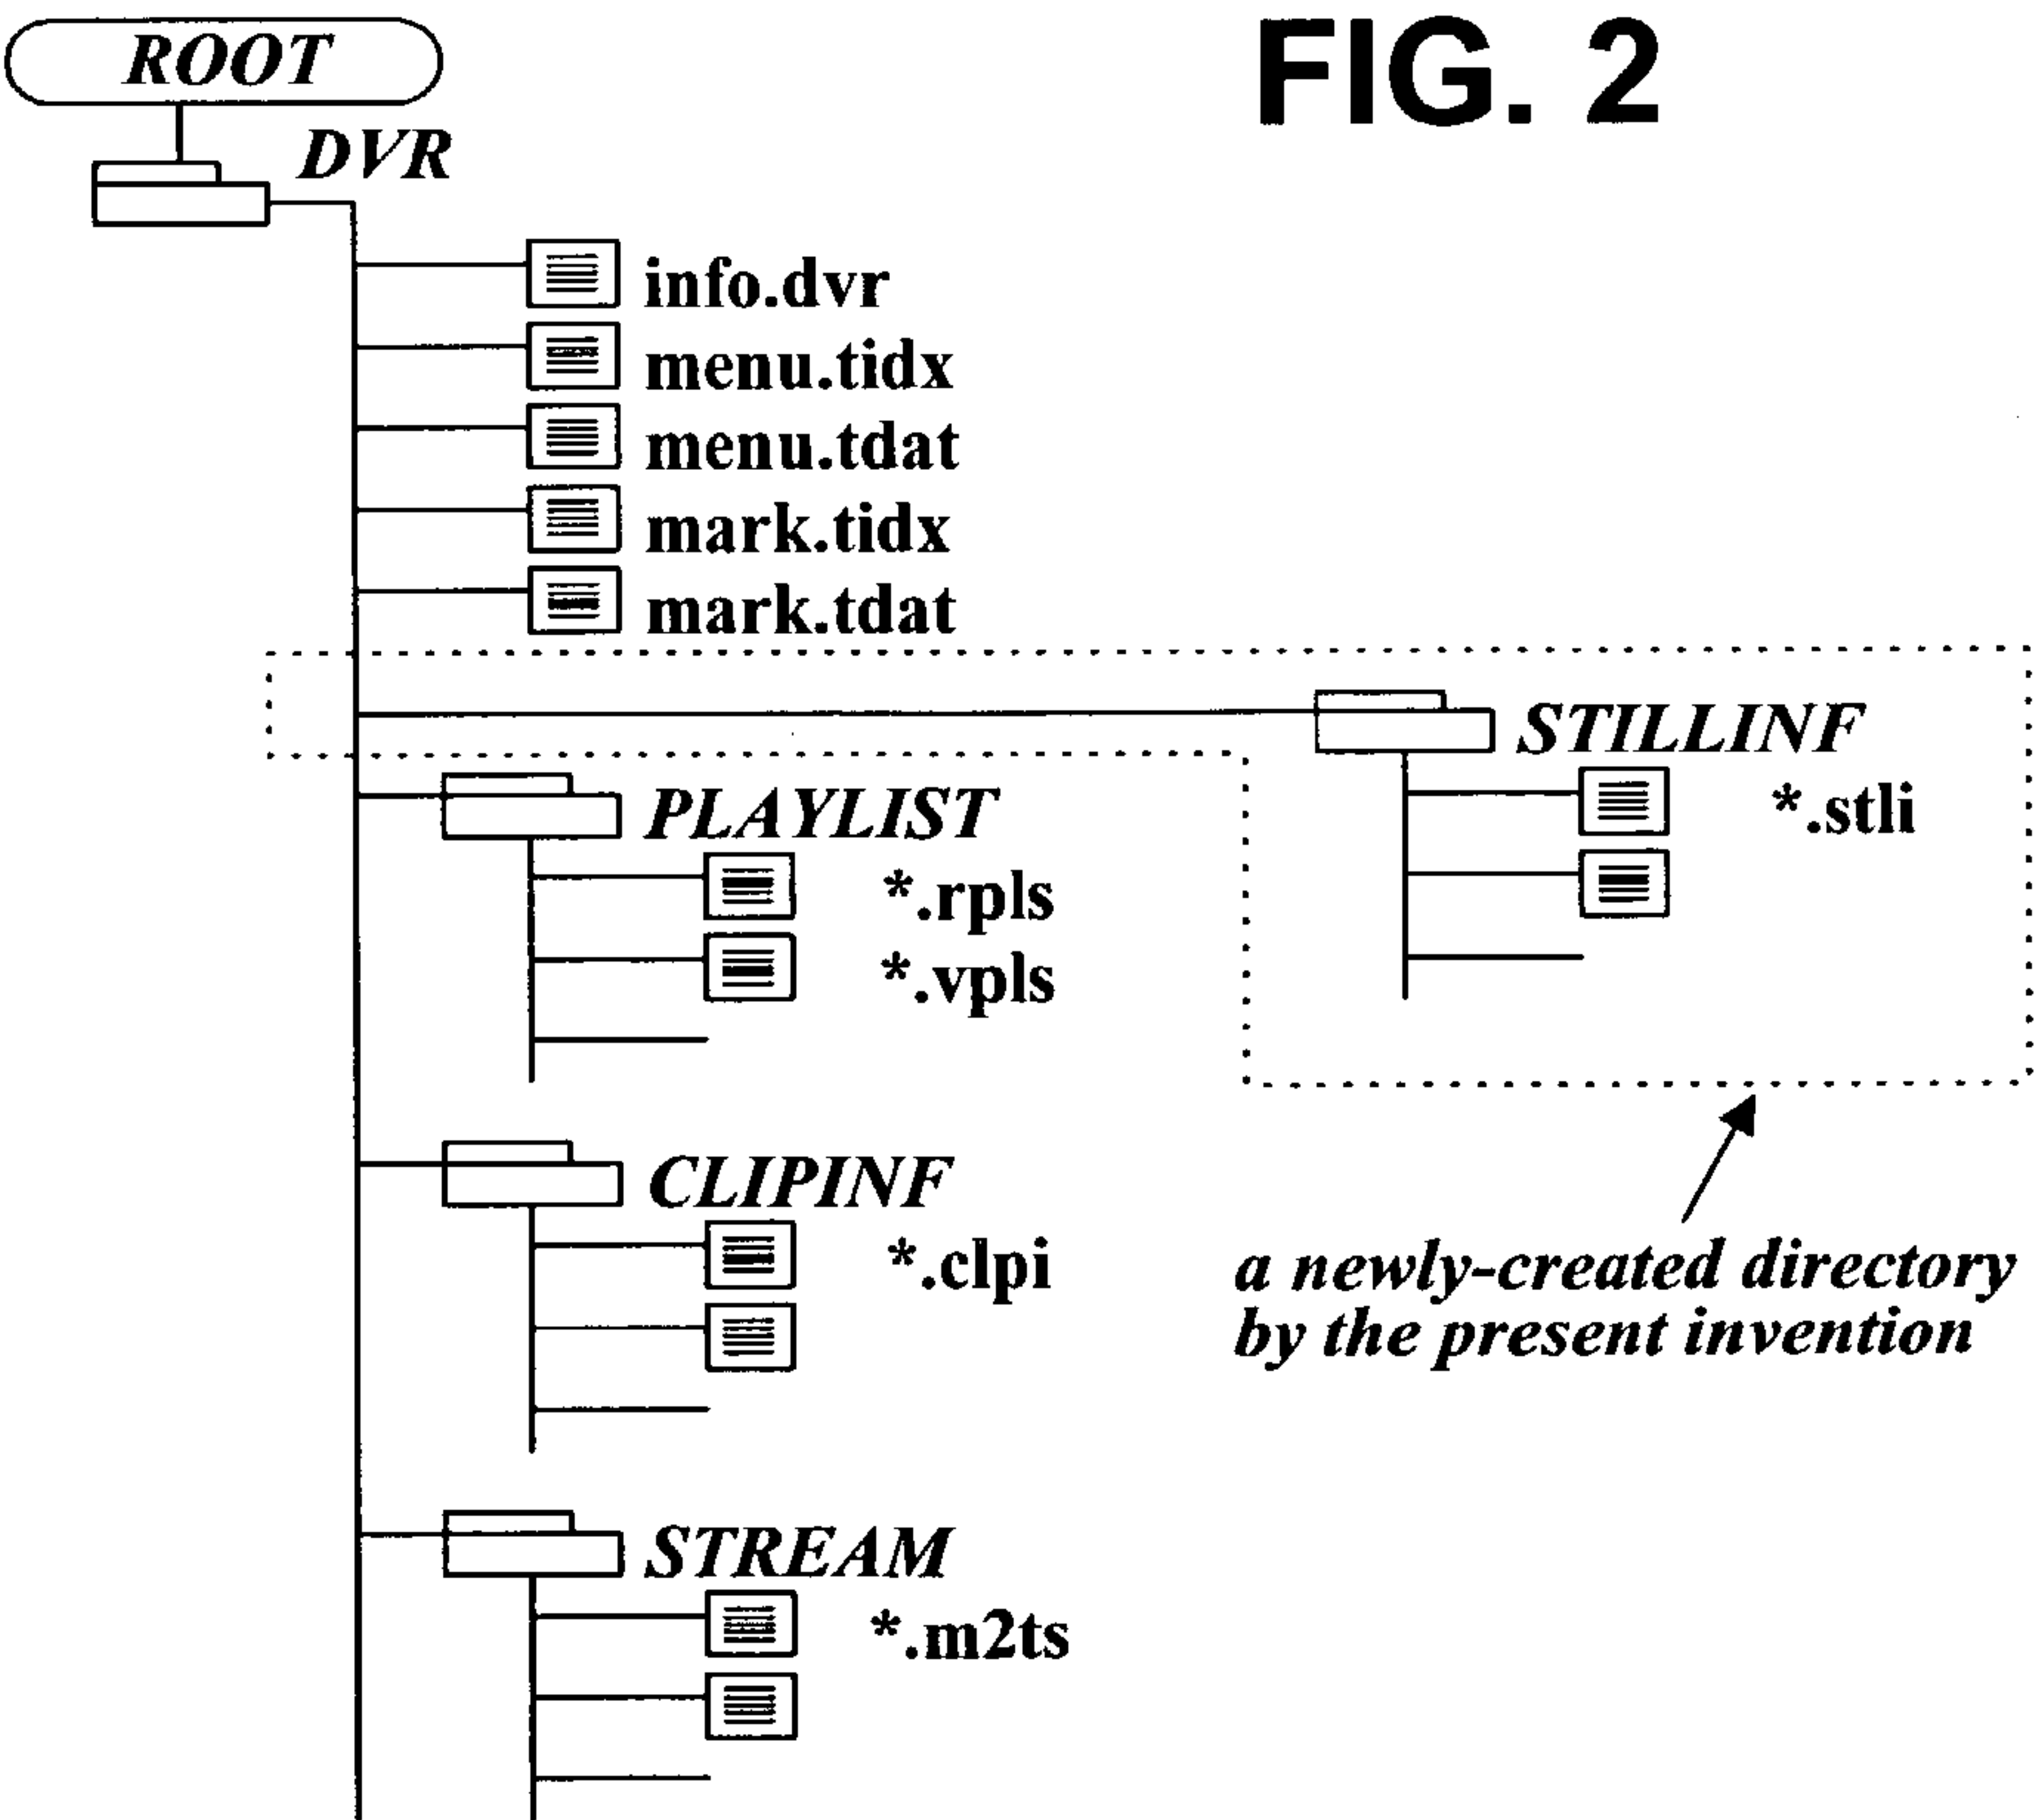 FIG. 2
ROOT
DVR
info.dvr
menu.tidx
menu.tdat
mark.tidx
mark.tdat
STILLINF
*.stli
PLAYLIST
*.rpls
*.vpls
CLIPINF
*.clpi
a newly-created directory
by the present invention
STREAM
*.m2ts